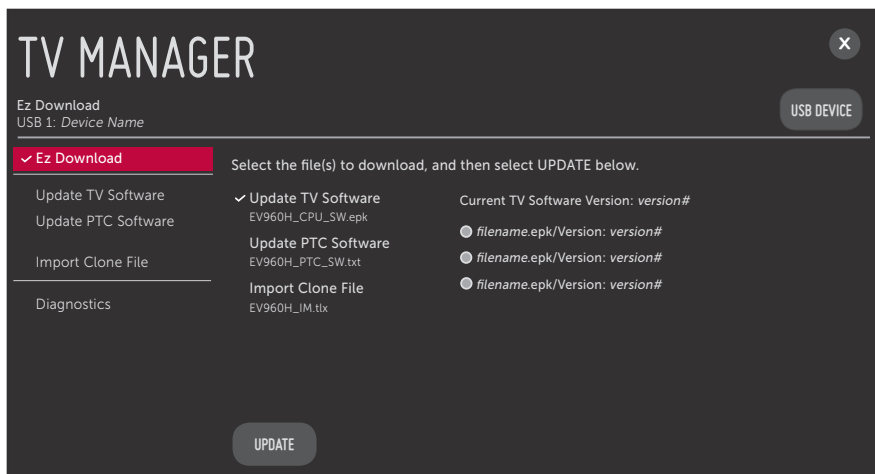 TV MANAGER
X
Ez Download
USB 1: Device Name
USB DEVICE
Ez Download
Update TV Software
Update PTC Software
Import Clone File
Diagnostics
Select the file(s) to download, and then select UPDATE below.
Update TV Software
EV960H_CPU_SW.epk
Update PTC Software
EV960H_PTC_SW.txt
Import Clone File
EV960H_IM.tlx
Current TV Software Version: version#
filename.epk/Version: version#
filename.epk/Version: version#
filename.epk/Version: version#
UPDATE